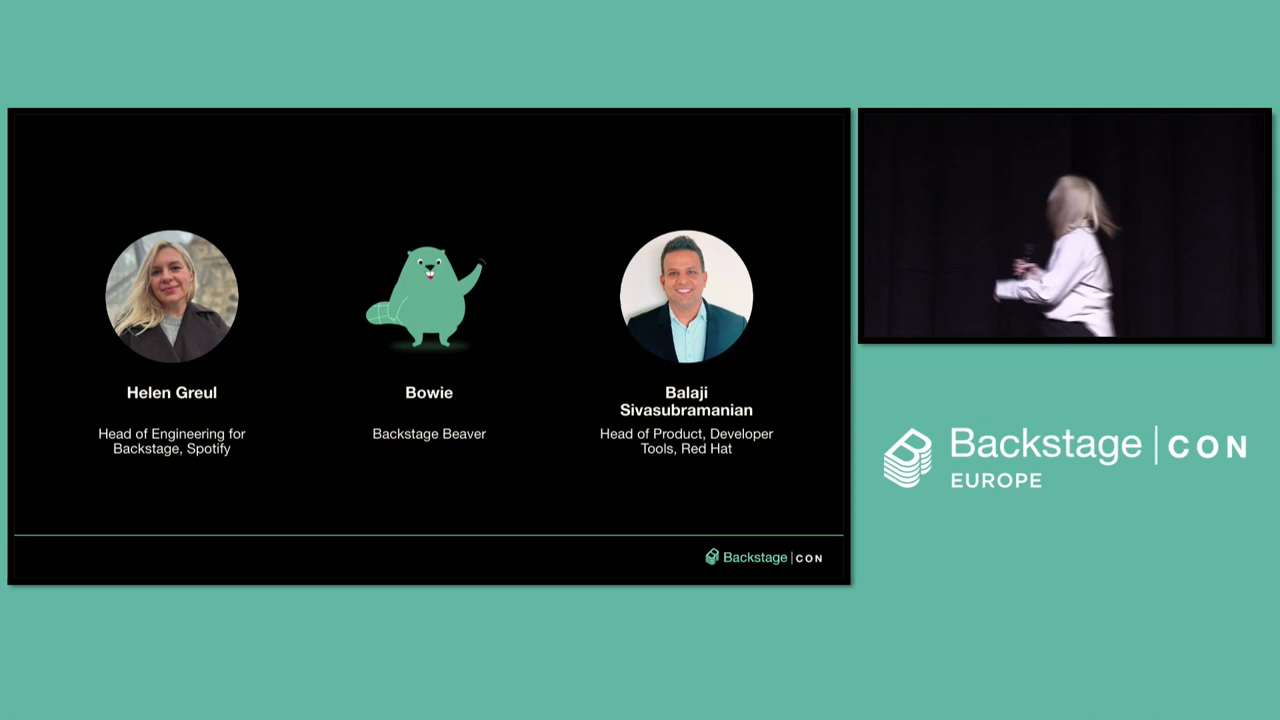 Helen Greul
Head of Engineering for
Backstage, Spotify
Bowie
Backstage Beaver
Balaji
Sivasubramanian
Head of Product, Developer
Tools, Red Hat
Backstage | CON
Backstage | CON
EUROPE